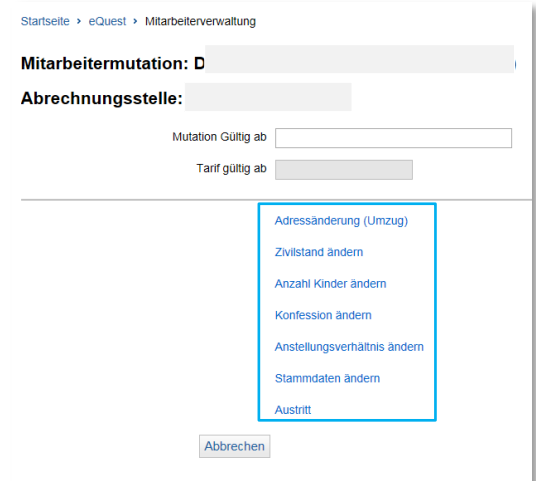 Startseite › eQuest › Mitarbeiterverwaltung
Mitarbeitermutation: D
Abrechnungsstelle:
Mutation Gültig ab
Tarif gültig ab
Adressänderung (Umzug)
Zivilstand ändern
Anzahl Kinder ändern
Konfession ändern
Anstellungsverhältnis ändern
Stammdaten ändern
Austritt
Abbrechen